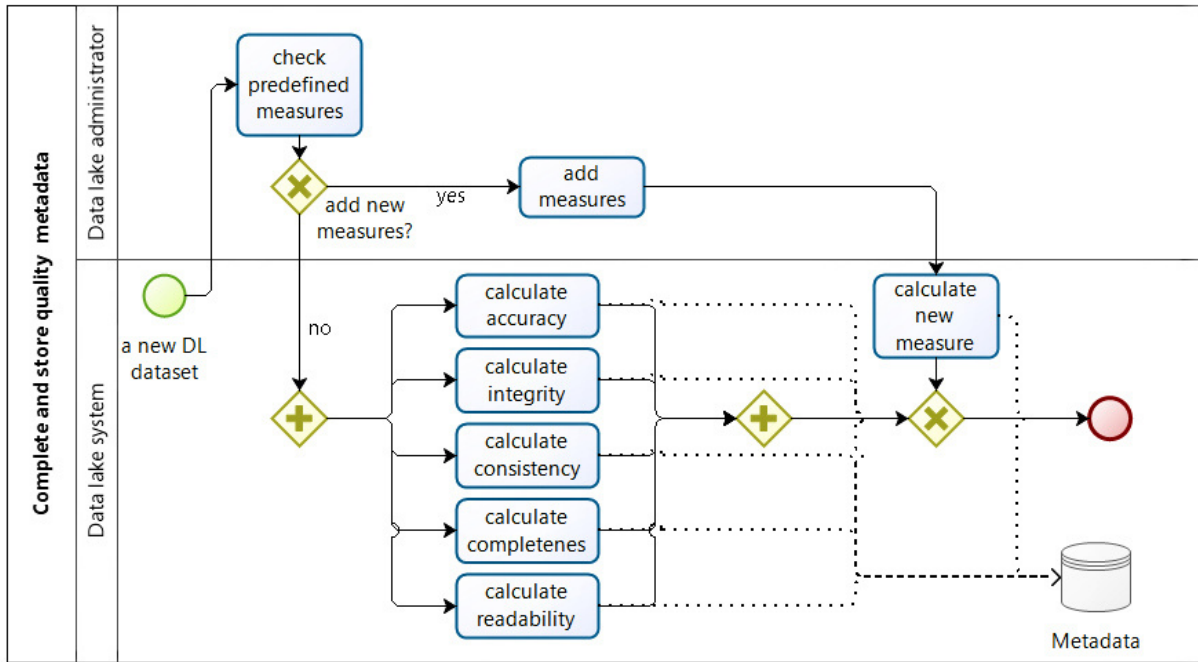 Complete and store quality metadata
Data lake administrator
check
predefined
measures
add new
measures?
yes
add
measures
Data lake system
a new DL
dataset
no
calculate
accuracy
calculate
integrity
calculate
consistency
calculate
completenes
calculate
readability
calculate
new
measure
Metadata